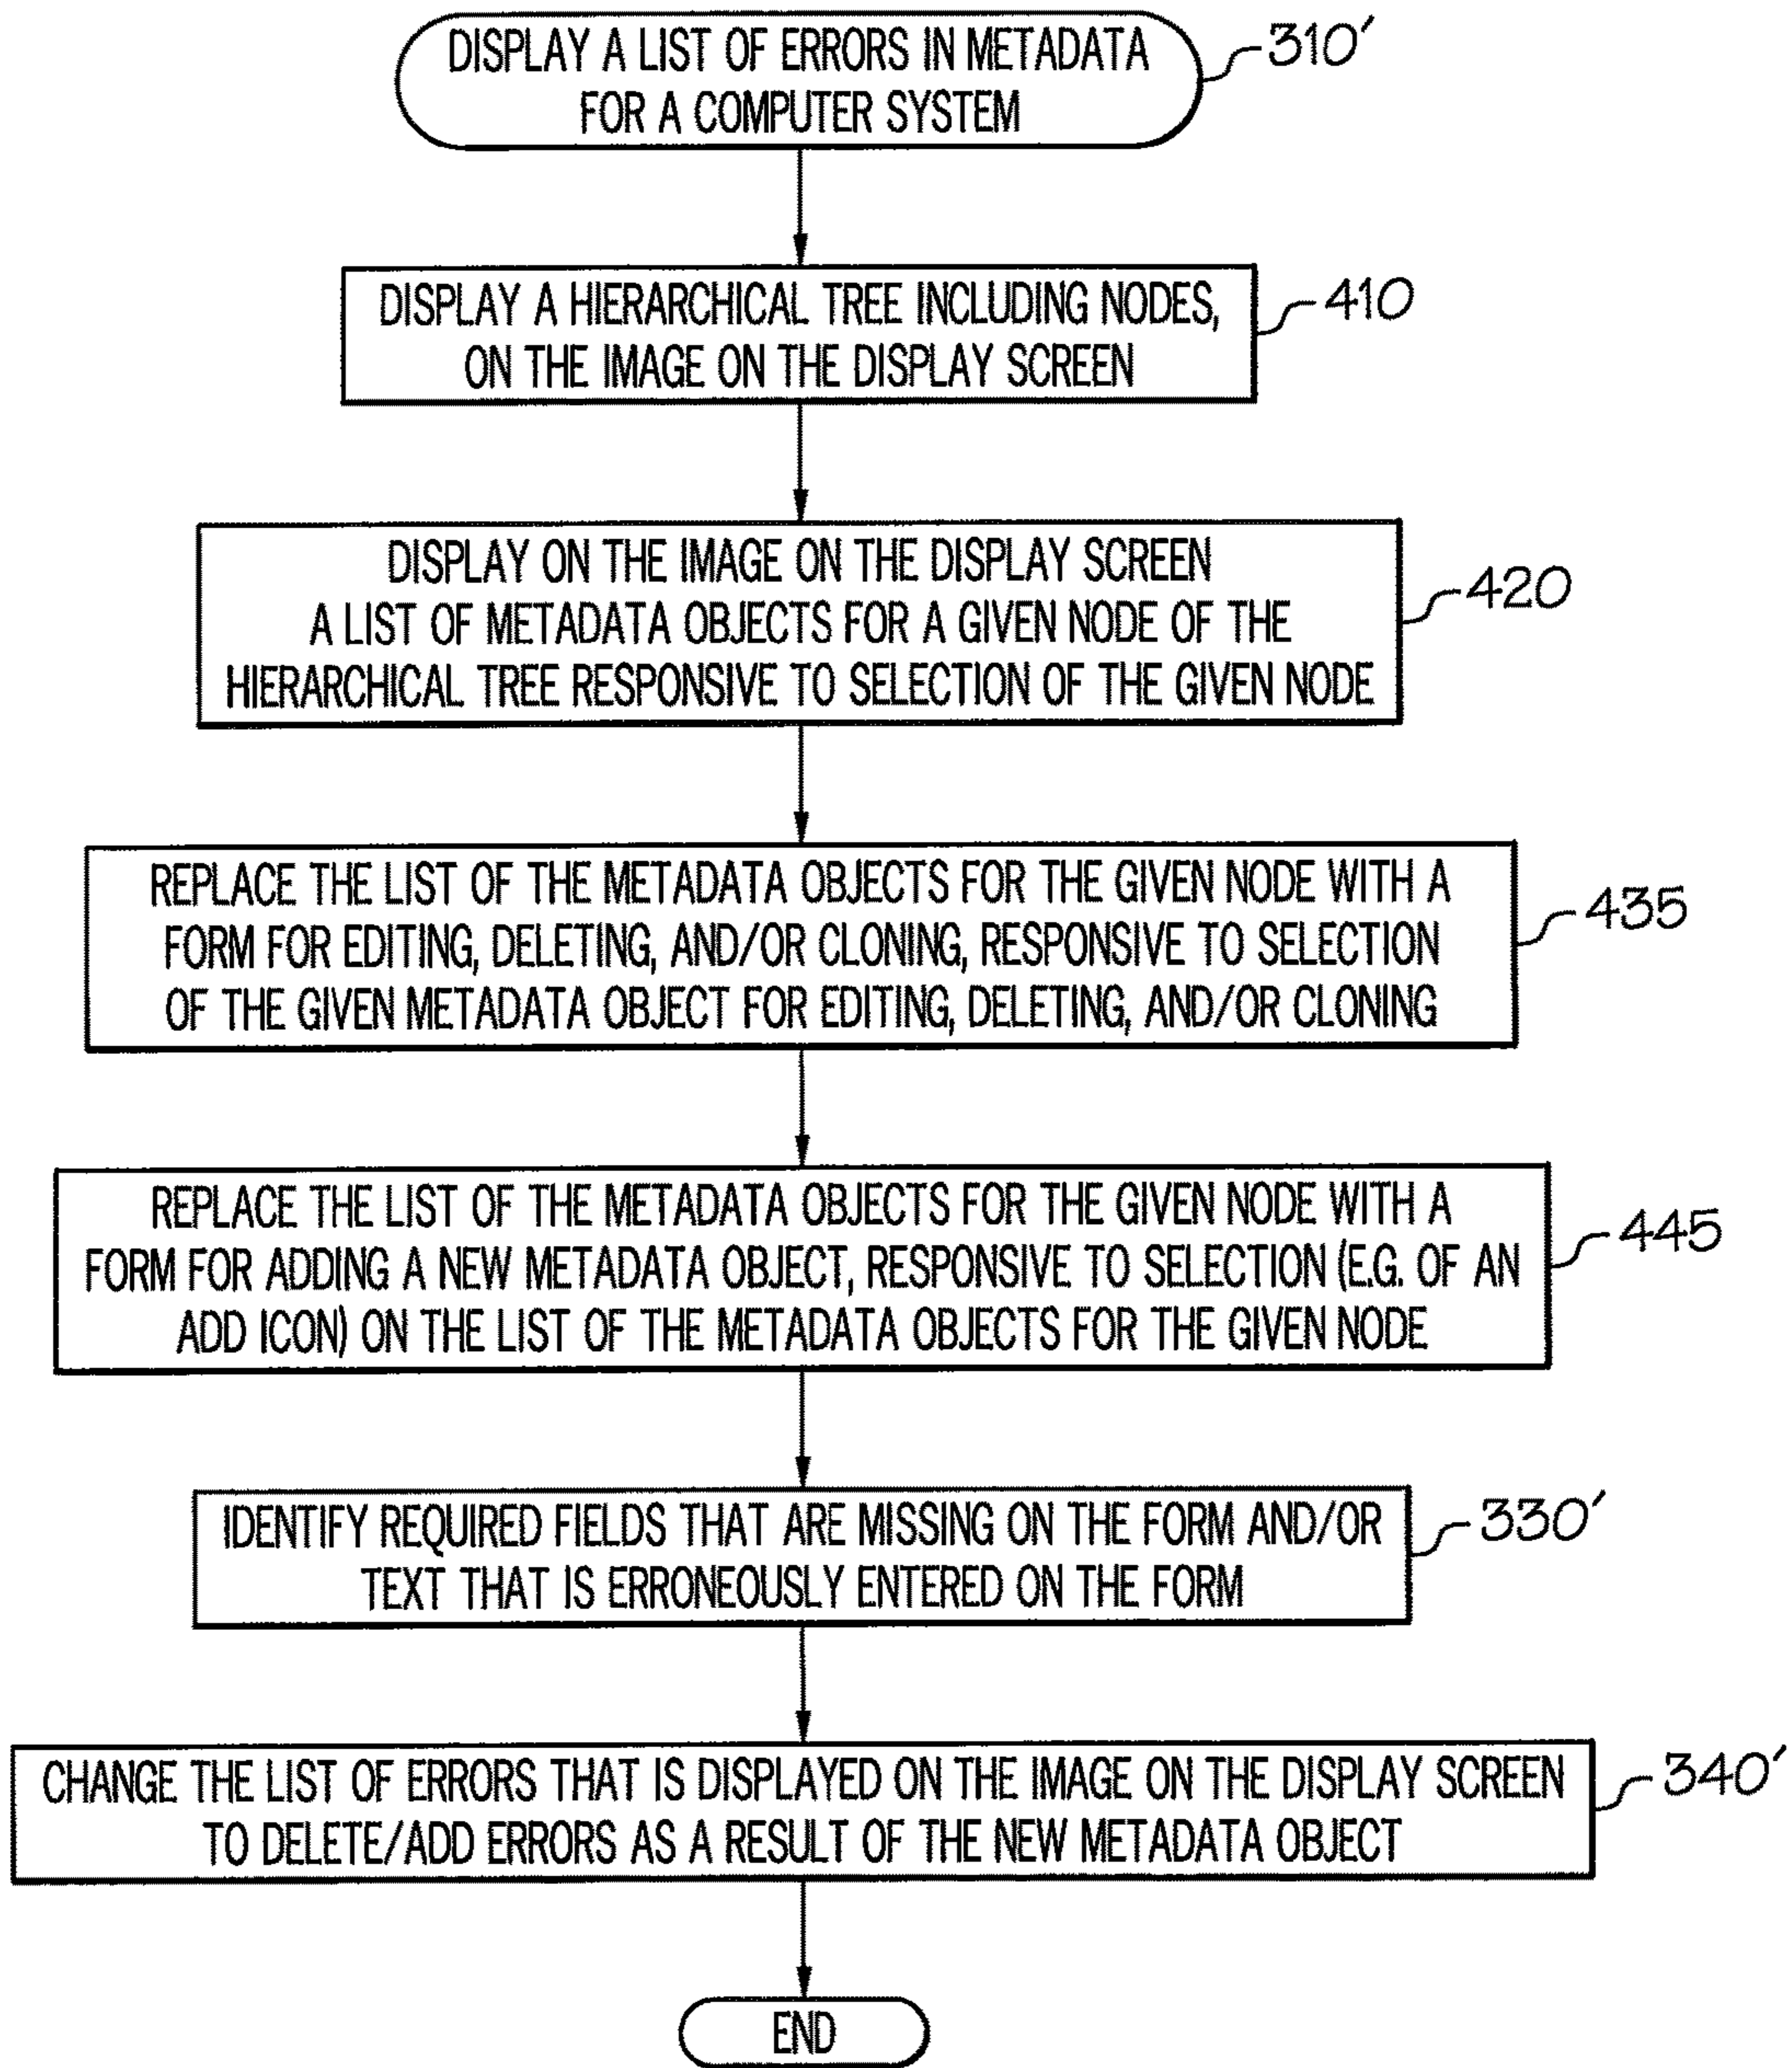 DISPLAY A LIST OF ERRORS IN METADATA
FOR A COMPUTER SYSTEM
310′
DISPLAY A HIERARCHICAL TREE INCLUDING NODES,
ON THE IMAGE ON THE DISPLAY SCREEN
410
DISPLAY ON THE IMAGE ON THE DISPLAY SCREEN
A LIST OF METADATA OBJECTS FOR A GIVEN NODE OF THE
HIERARCHICAL TREE RESPONSIVE TO SELECTION OF THE GIVEN NODE
420
REPLACE THE LIST OF THE METADATA OBJECTS FOR THE GIVEN NODE WITH A
FORM FOR EDITING, DELETING, AND/OR CLONING, RESPONSIVE TO SELECTION
OF THE GIVEN METADATA OBJECT FOR EDITING, DELETING, AND/OR CLONING
435
REPLACE THE LIST OF THE METADATA OBJECTS FOR THE GIVEN NODE WITH A
FORM FOR ADDING A NEW METADATA OBJECT, RESPONSIVE TO SELECTION (E.G. OF AN
ADD ICON) ON THE LIST OF THE METADATA OBJECTS FOR THE GIVEN NODE
445
IDENTIFY REQUIRED FIELDS THAT ARE MISSING ON THE FORM AND/OR
TEXT THAT IS ERRONEOUSLY ENTERED ON THE FORM
330′
CHANGE THE LIST OF ERRORS THAT IS DISPLAYED ON THE IMAGE ON THE DISPLAY SCREEN
TO DELETE/ADD ERRORS AS A RESULT OF THE NEW METADATA OBJECT
340′
END